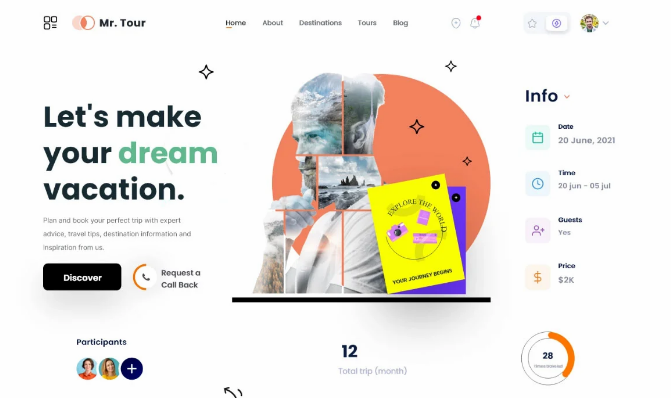 Mr. Tour
Home
About
Destinations
Tours
Blog
Let's make
your dream
vacation.
Plan and book your perfect trip with expert
advice, travel tips, destination information and
inspiration from us.
Discover
Request a
Call Back
EXPLORE THE WORLD
YOUR JOURNEY BEGINS
Info
Date
20 June, 2021
Time
20 jun - 05 jul
Guests
Yes
Price
$2K
Participants
12
Total trip (month)
28